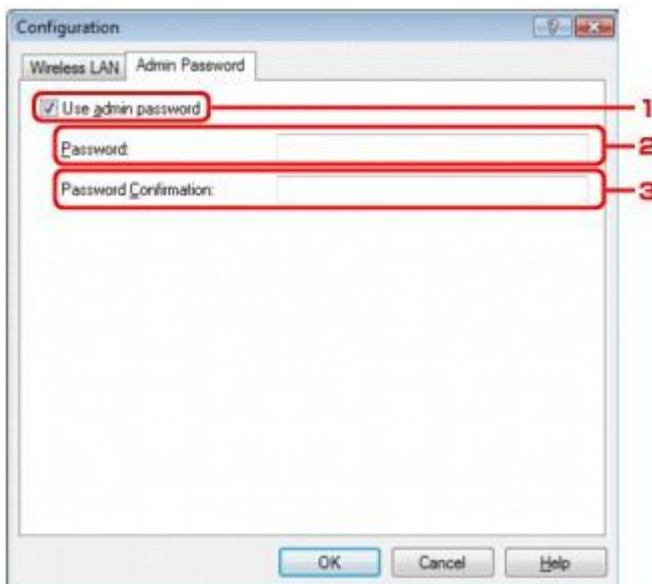 Configuration
Wireless LAN Admin Password
Use admin password 1
Password: 2
Password Confirmation: 3
OK Cancel Help